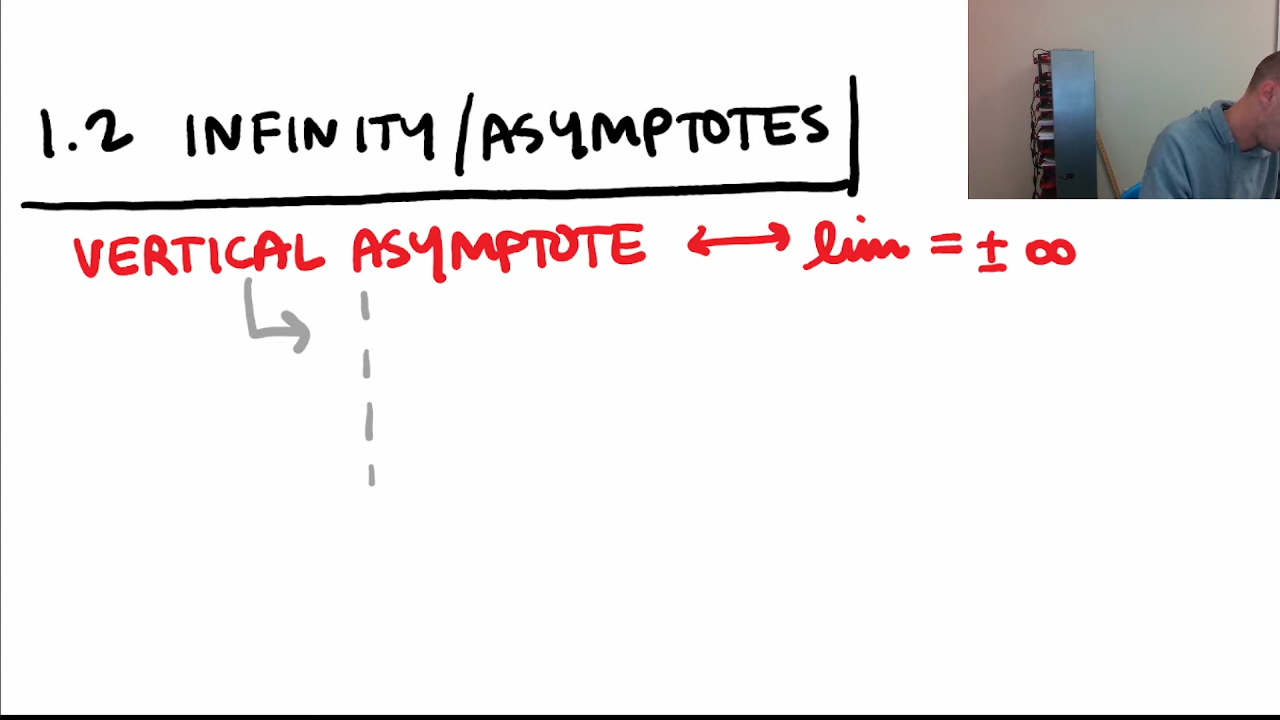 1.2 INFINITY/ASYMPTOTES
VERTICAL ASYMPTOTE ↔ lim = ± ∞